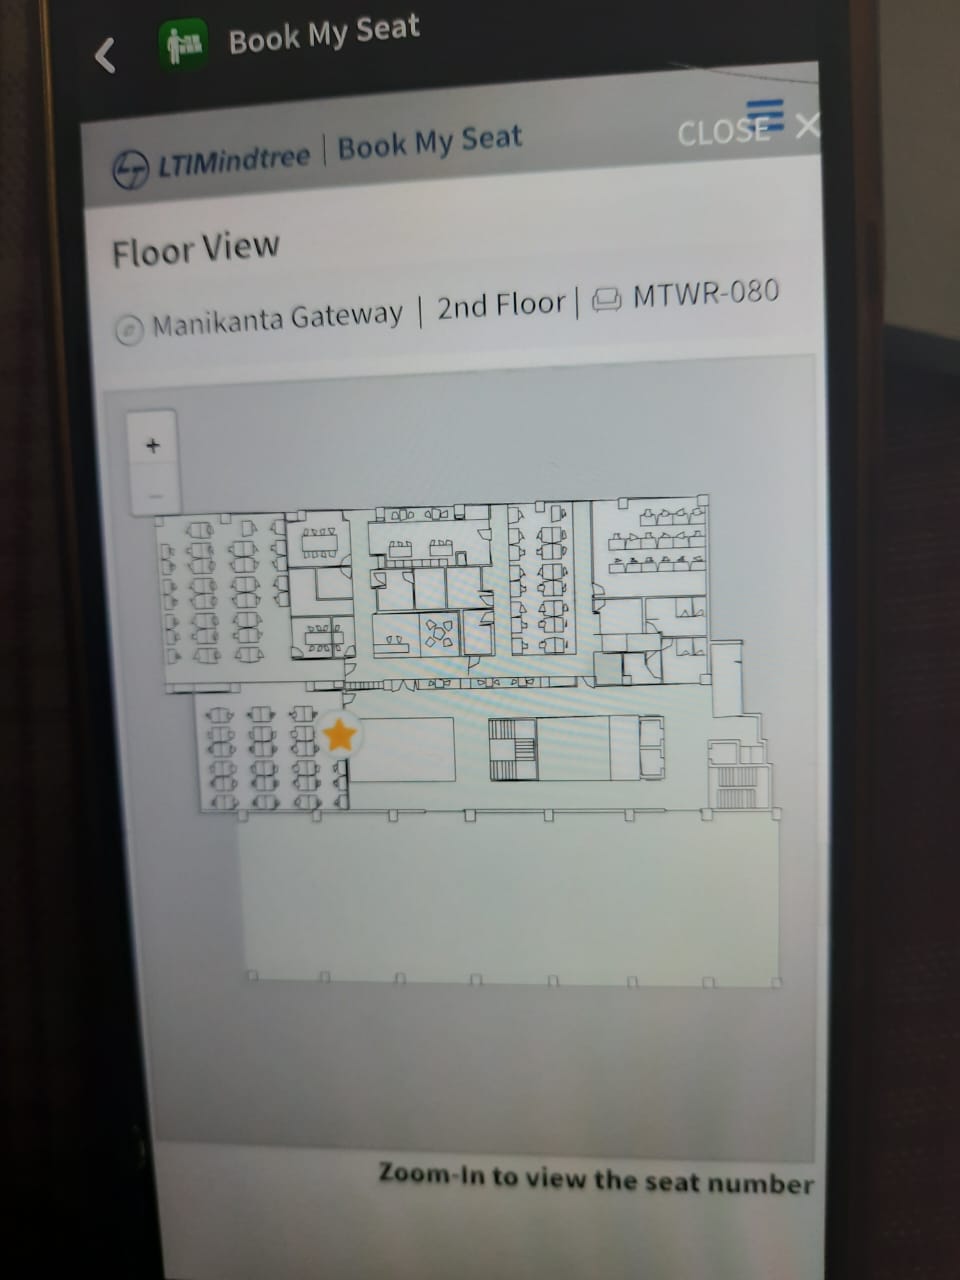 Book My Seat
LTIMindtree | Book My Seat
CLOSE ✕
Floor View
Manikanta Gateway | 2nd Floor | MTWR-080
+
−
Zoom-In to view the seat number